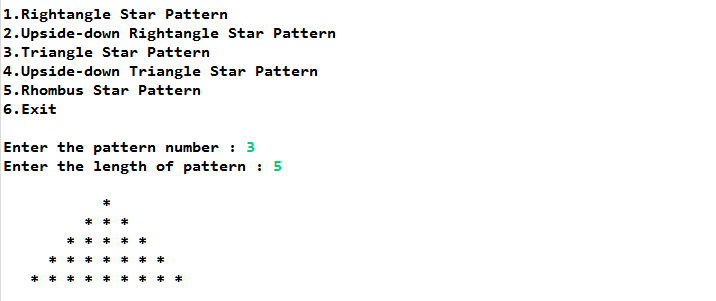 1.Rightangle Star Pattern
2.Upside-down Rightangle Star Pattern
3.Triangle Star Pattern
4.Upside-down Triangle Star Pattern
5.Rhombus Star Pattern
6.Exit
Enter the pattern number : 3
Enter the length of pattern : 5
*
* * *
* * * * *
* * * * * * *
* * * * * * * * *